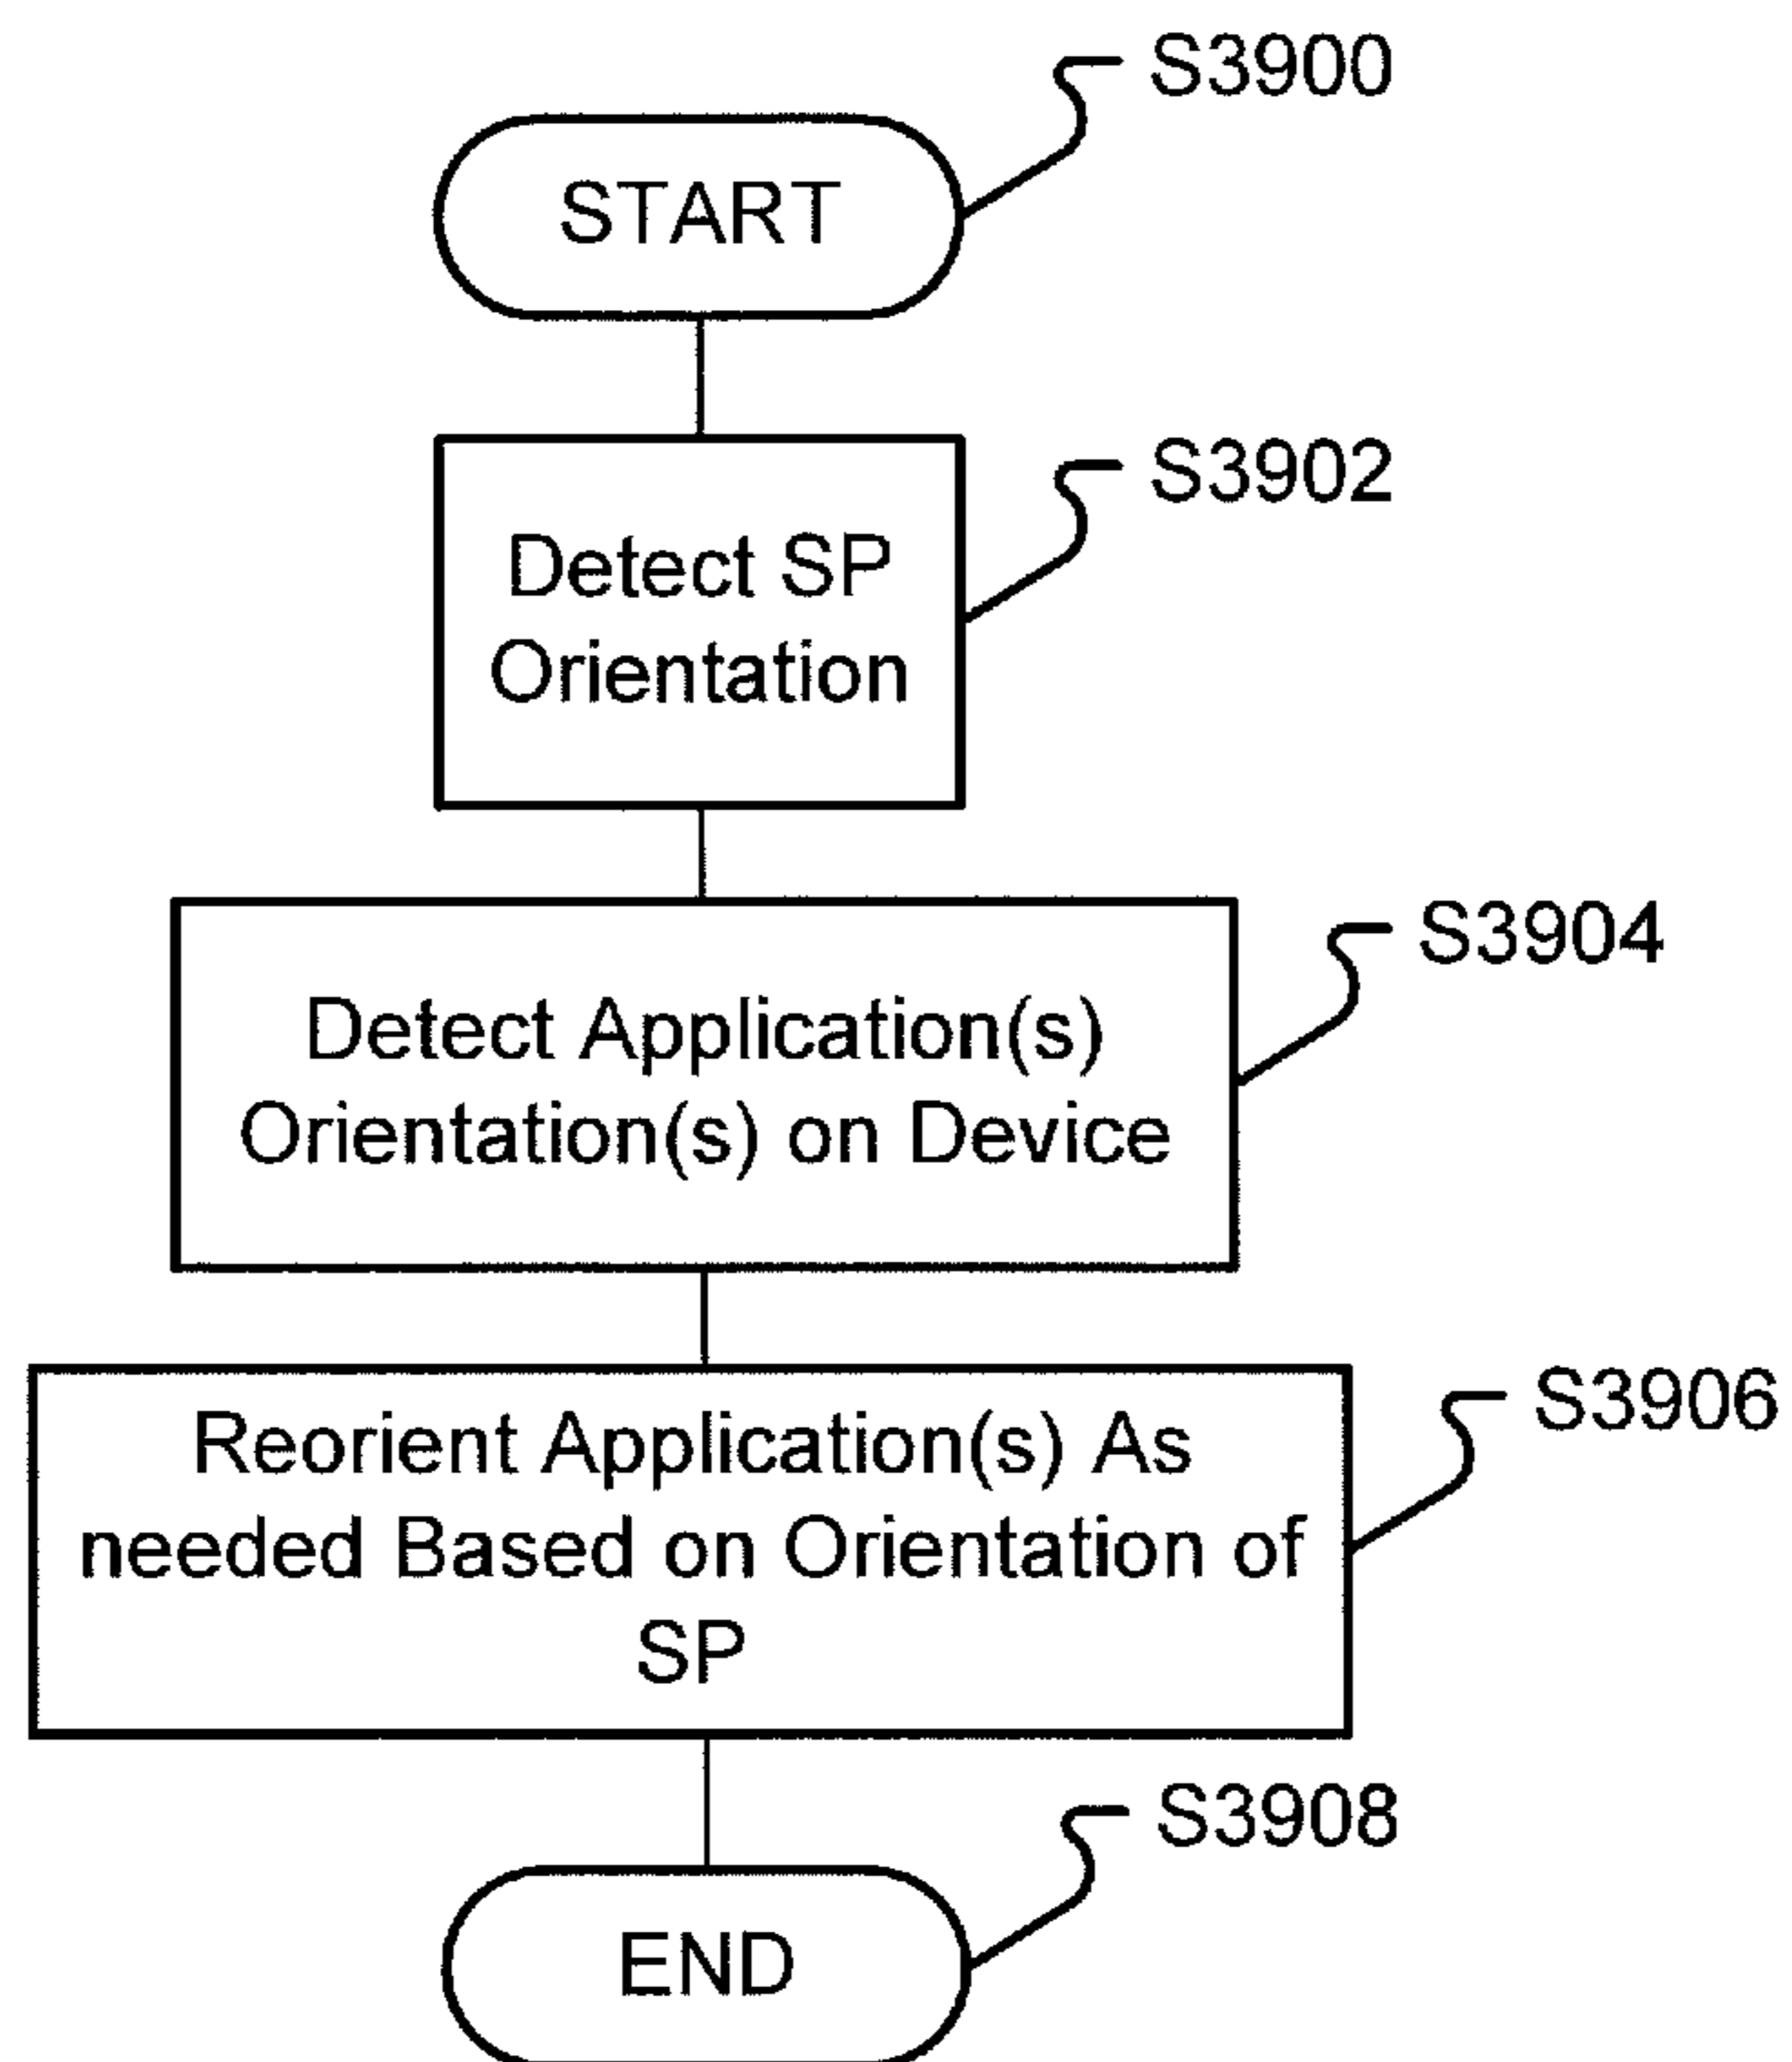 S3900
START
S3902
Detect SP
Orientation
S3904
Detect Application(s)
Orientation(s) on Device
S3906
Reorient Application(s) As
needed Based on Orientation of
SP
S3908
END